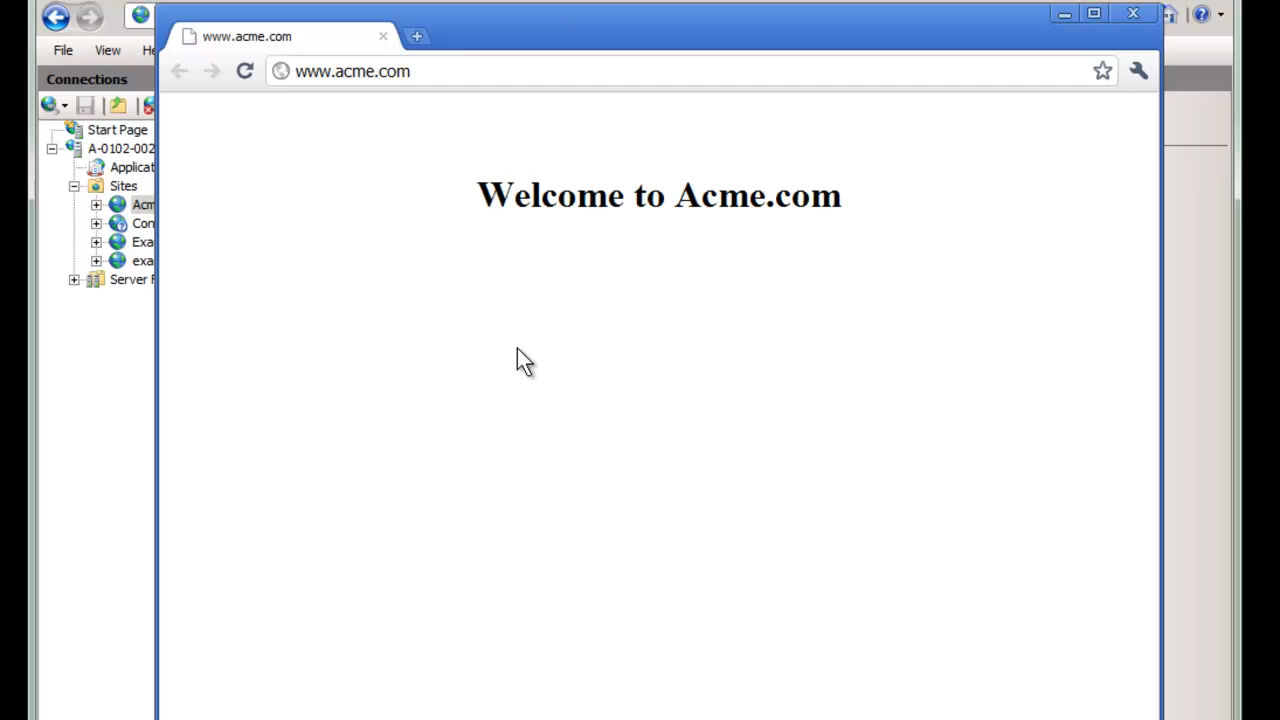 www.acme.com
File View He
Connections
www.acme.com
Start Page
A-0102-002
Applicat
Sites
Acm
Con
Exa
exa
Server F
Welcome to Acme.com